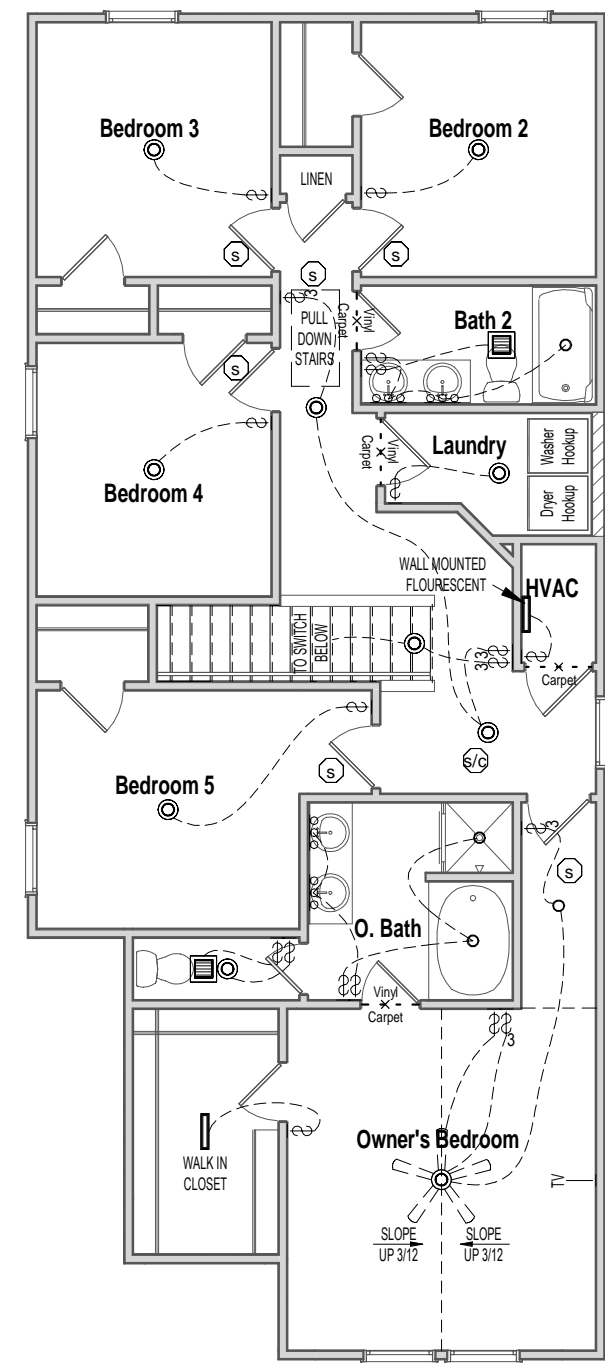 Bedroom 3
Bedroom 2
LINEN
S
S
S
3
PULL
DOWN
STAIRS
Carpet
Vinyl
Bath 2
S
Bedroom 4
Carpet
Vinyl
Laundry
Washer
Hookup
Dryer
Hookup
WALL MOUNTED
FLOURESCENT
HVAC
TO SWITCH
BELOW
3
3
Carpet
S/C
Bedroom 5
S
3
S
O. Bath
Vinyl
Carpet
3
Owner's Bedroom
WALK IN
CLOSET
TV
SLOPE
UP 3/12
SLOPE
UP 3/12